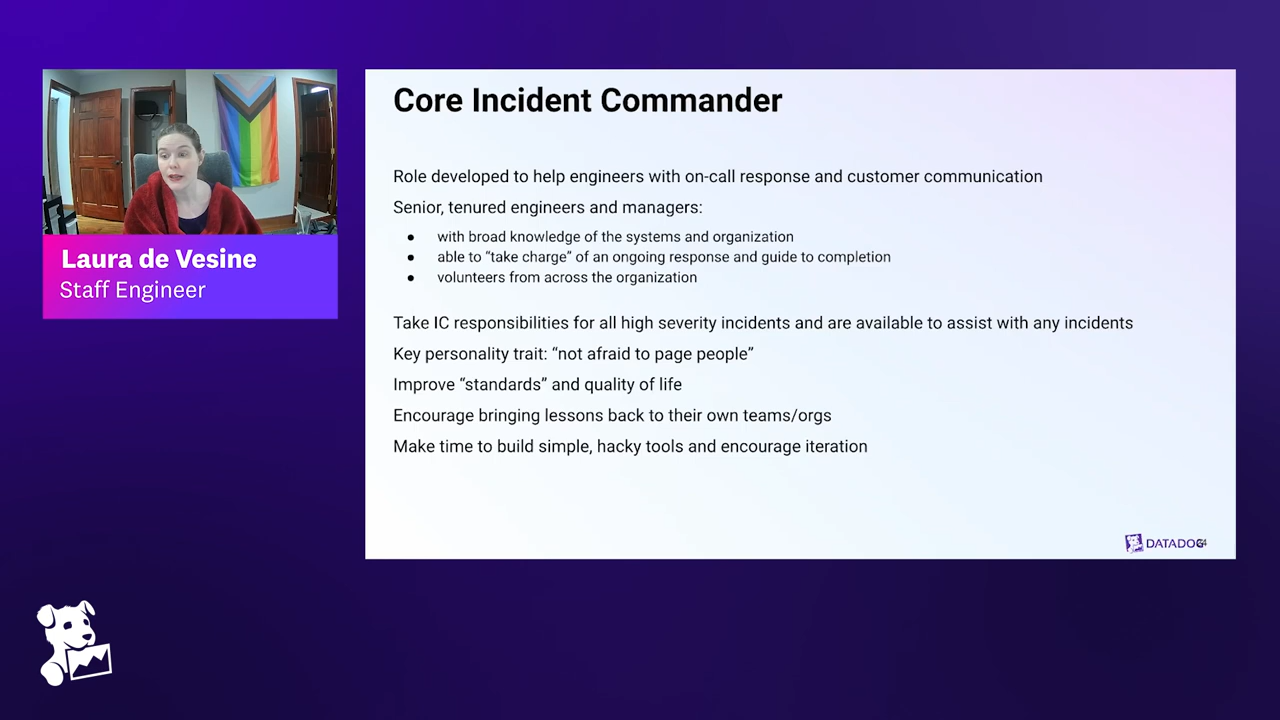 Core Incident Commander
Role developed to help engineers with on-call response and customer communication
Senior, tenured engineers and managers:
● with broad knowledge of the systems and organization
● able to “take charge” of an ongoing response and guide to completion
● volunteers from across the organization
Take IC responsibilities for all high severity incidents and are available to assist with any incidents
Key personality trait: “not afraid to page people”
Improve “standards” and quality of life
Encourage bringing lessons back to their own teams/orgs
Make time to build simple, hacky tools and encourage iteration
DATADOG
Laura de Vesine
Staff Engineer